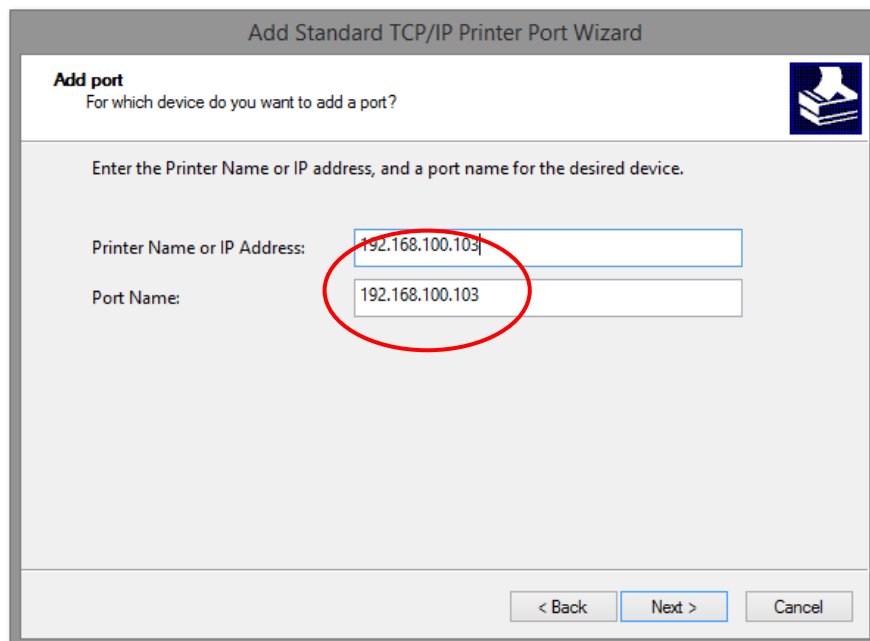 Add Standard TCP/IP Printer Port Wizard
Add port
For which device do you want to add a port?
Enter the Printer Name or IP address, and a port name for the desired device.
Printer Name or IP Address: 192.168.100.103
Port Name: 192.168.100.103
< Back Next > Cancel